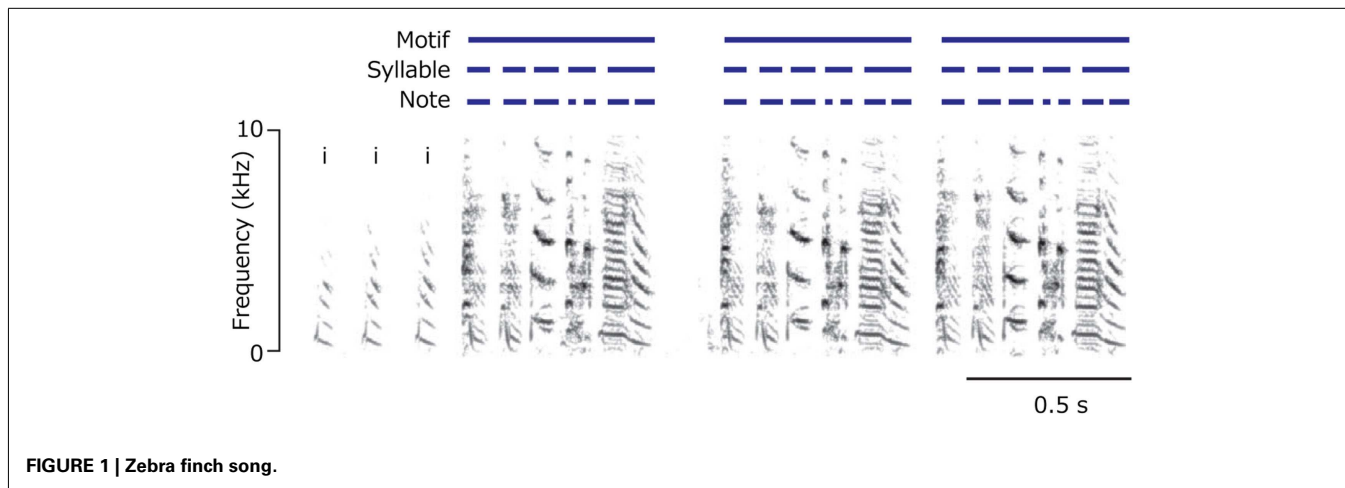 Motif
Syllable
Note
10
i i i
Frequency (kHz)
0
0.5 s
FIGURE 1 | Zebra finch song.